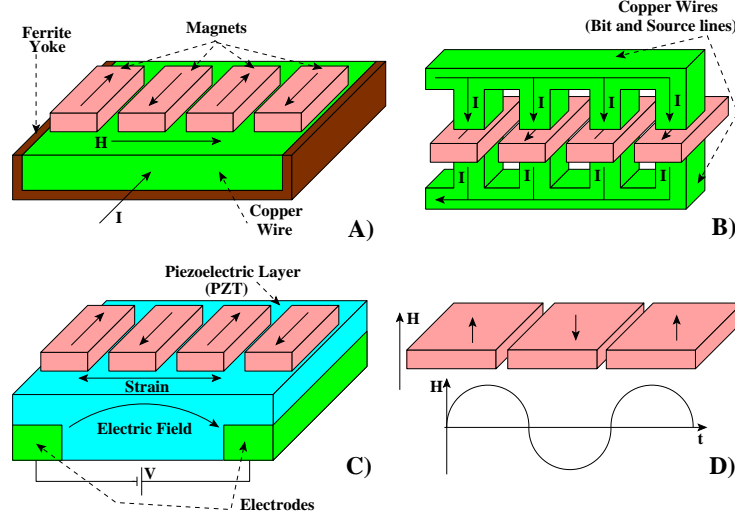 Ferrite
Yoke
Magnets
H
Copper
Wire
I
A)
Copper Wires
(Bit and Source lines)
I
I
I
I
I
I
I
I
B)
Piezoelectric Layer
(PZT)
Strain
Electric Field
V
Electrodes
C)
H
H
t
D)